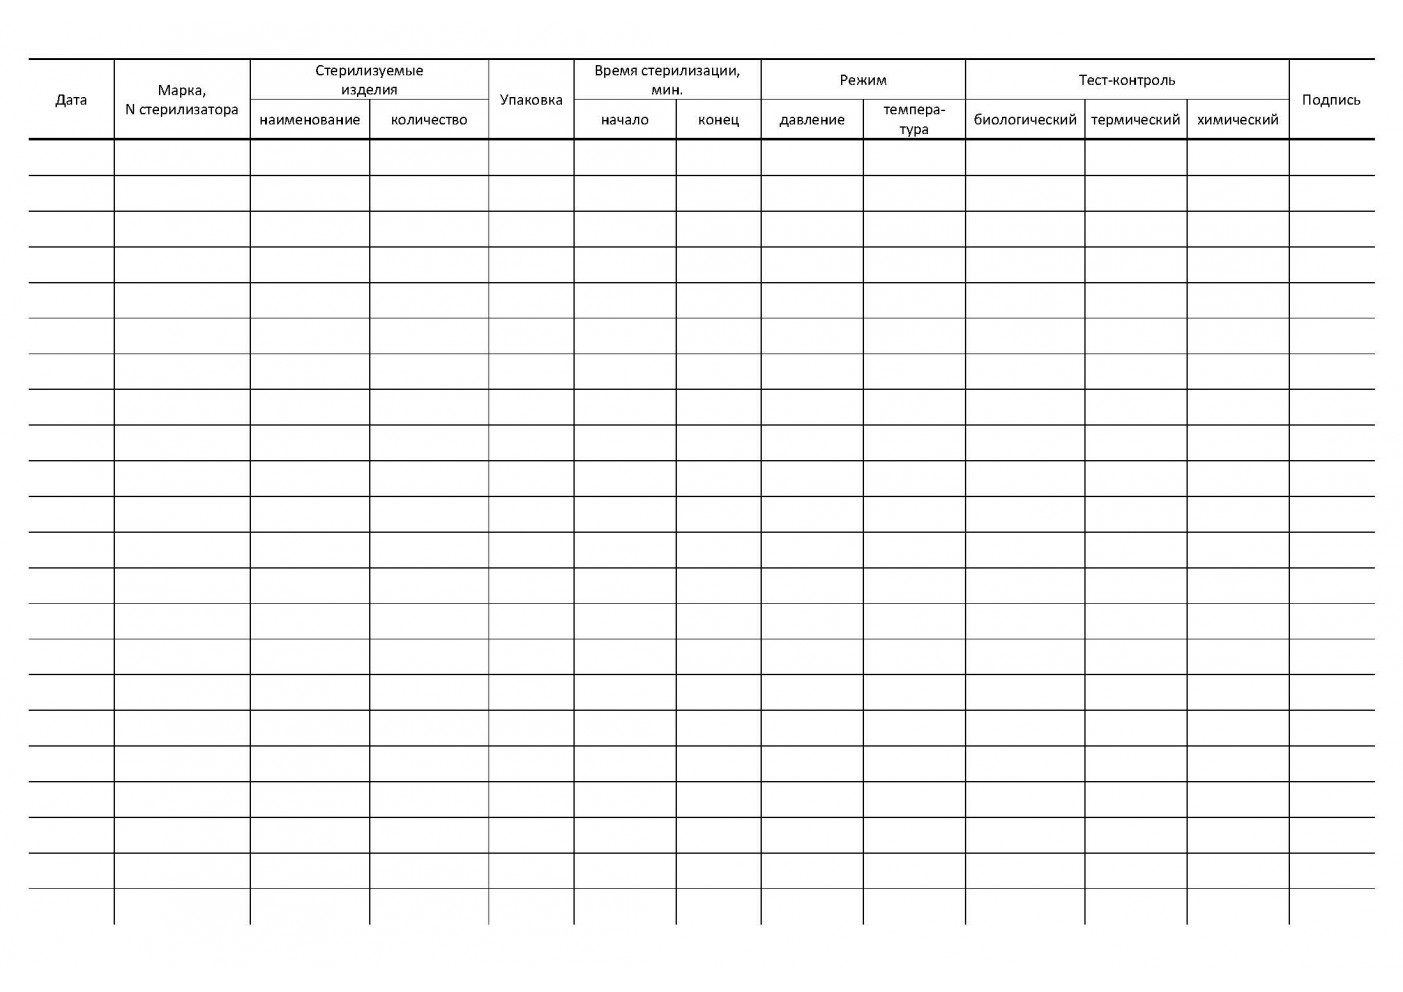 Дата
Марка,
N стерилизатора
Стерилизуемые
изделия
наименование
количество
Упаковка
Время стерилизации,
мин.
начало
конец
Режим
давление
темпера-
тура
Тест-контроль
биологический
термический
химический
Подпись